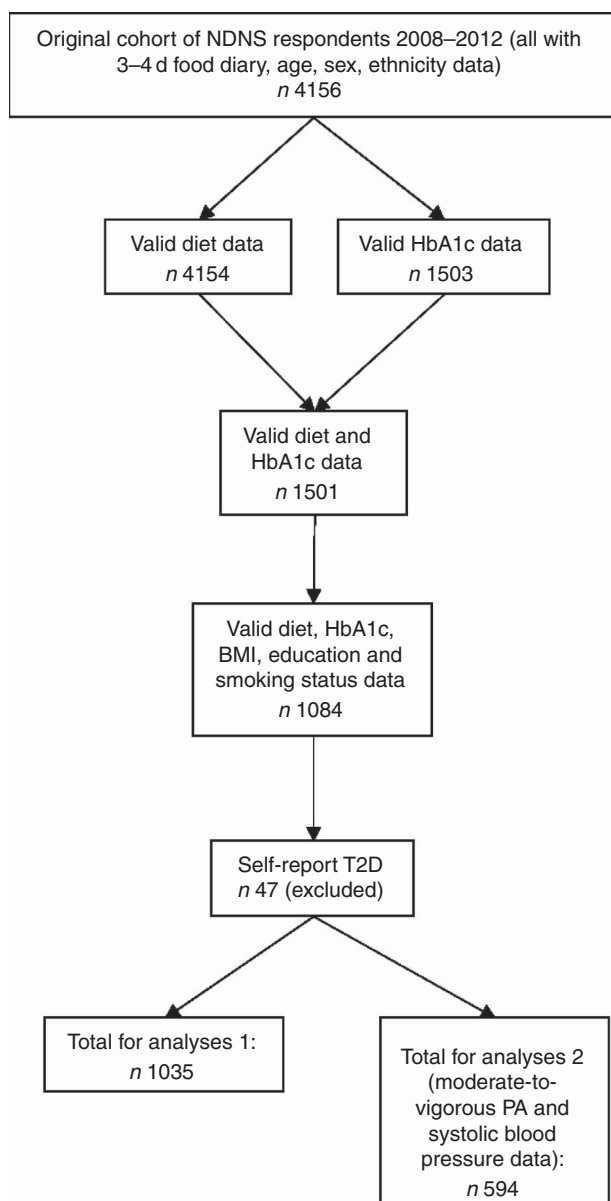 Original cohort of NDNS respondents 2008–2012 (all with
3–4 d food diary, age, sex, ethnicity data)
n 4156
Valid diet data
n 4154
Valid HbA1c data
n 1503
Valid diet and
HbA1c data
n 1501
Valid diet, HbA1c,
BMI, education and
smoking status data
n 1084
Self-report T2D
n 47 (excluded)
Total for analyses 1:
n 1035
Total for analyses 2
(moderate-to-
vigorous PA and
systolic blood
pressure data):
n 594